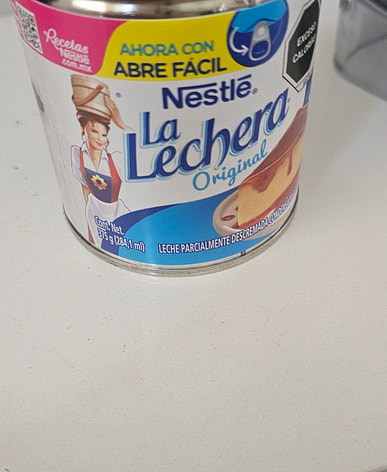 Recetas
Nestlé
.com.mx
AHORA CON
ABRE FÁCIL
EXCESO
CALORÍAS
Nestlé®
La
Lechera
Original
Cont. Net.
375 g (284,1 ml)
LECHE PARCIALMENTE DESCREMADA